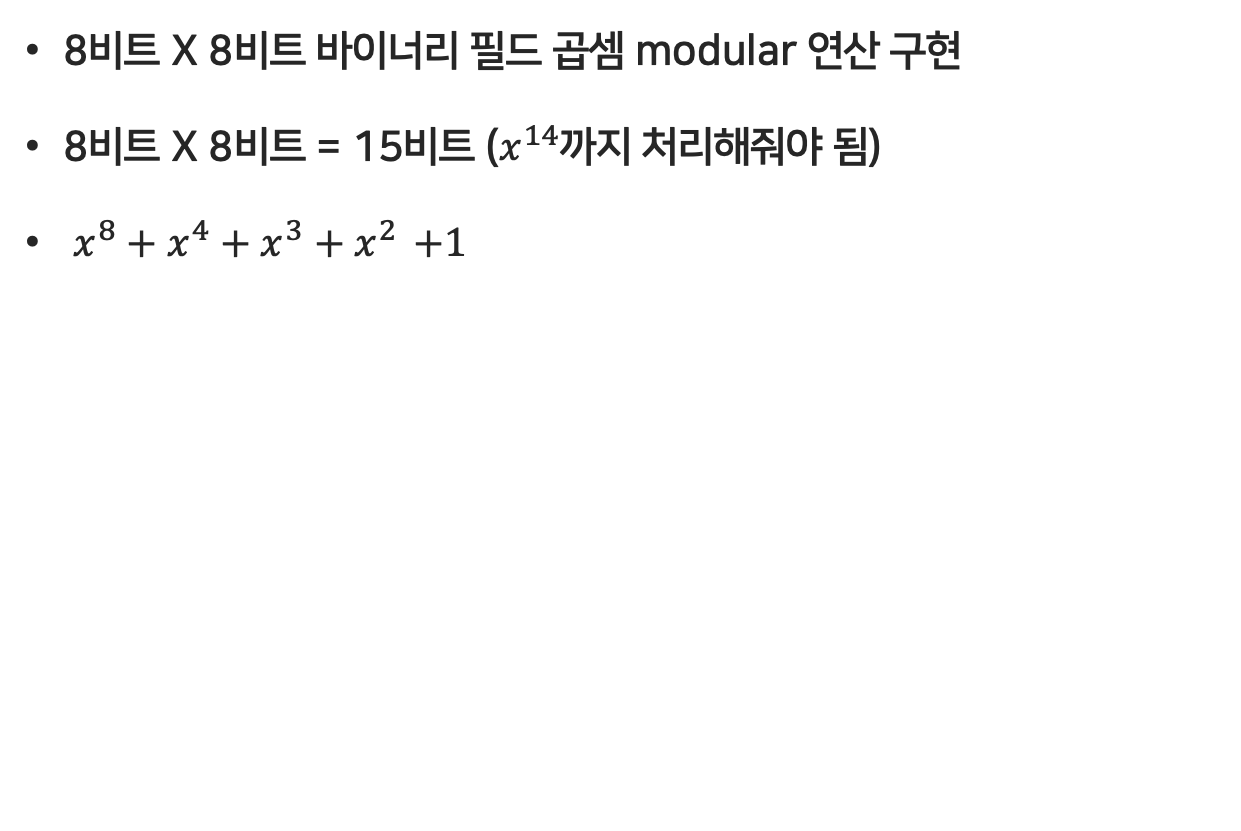 • 8비트 X 8비트 바이너리 필드 곱셈 modular 연산 구현
• 8비트 X 8비트 = 15비트 (𝑥¹⁴까지 처리해줘야 됨)
• 𝑥⁸ + 𝑥⁴ + 𝑥³ + 𝑥² +1